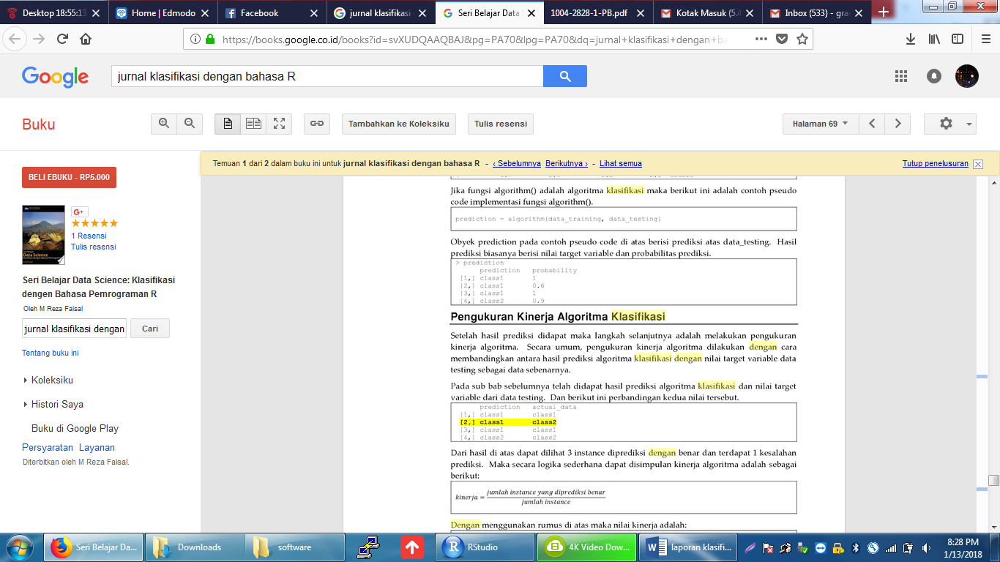 Desktop 18:55:13
Home | Edmodo
Facebook
jurnal klasifikasi
Seri Belajar Data
1004-2828-1-PB.pdf
Kotak Masuk (5.4
Inbox (533) - gra
https://books.google.co.id/books?id=svXUDQAAQBAJ&pg=PA70&lpg=PA70&dq=jurnal+klasifikasi+dengan+ba
Google
jurnal klasifikasi dengan bahasa R
Buku
Tambahkan ke Koleksiku
Tulis resensi
Halaman 69
Temuan 1 dari 2 dalam buku ini untuk jurnal klasifikasi dengan bahasa R - ‹ Sebelumnya Berikutnya › - Lihat semua
Tutup penelusuran
BELI EBUKU - RP5.000
G+
1 Resensi
Tulis resensi
Data Science
Seri Belajar Data Science: Klasifikasi
dengen Bahasa Pemrograman R
Oleh M Reza Faisal
jurnal klasifikasi dengan
Cari
Tentang buku ini
Koleksiku
Histori Saya
Buku di Google Play
Persyaratan Layanan
Diterbitkan oleh M Reza Faisal.
Jika fungsi algorithm() adalah algoritma klasifikasi maka berikut ini adalah contoh pseudo
code implementasi fungsi algorithm().
prediction = algorithm(data_training, data_testing)
Obyek prediction pada contoh pseudo code di atas berisi prediksi atas data_testing. Hasil
prediksi biasanya berisi nilai target variable dan probabilitas prediksi.
> prediction
prediction probability
[1,] class1 1
[2,] class1 0.6
[3,] class1 1
[4,] class2 0.9
Pengukuran Kinerja Algoritma Klasifikasi
Setelah hasil prediksi didapat maka langkah selanjutnya adalah melakukan pengukuran
kinerja algoritma. Secara umum, pengukuran kinerja algoritma dilakukan dengan cara
membandingkan antara hasil prediksi algoritma klasifikasi dengan nilai target variable data
testing sebagai data sebenarnya.
Pada sub bab sebelumnya telah didapat hasil prediksi algoritma klasifikasi dan nilai target
variable dari data testing. Dan berikut ini perbandingan kedua nilai tersebut.
prediction actual_data
[1,] class1 class1
[2,] class1 class2
[3,] class1 class1
[4,] class2 class2
Dari hasil di atas dapat dilihat 3 instance diprediksi dengan benar dan terdapat 1 kesalahan
prediksi. Maka secara logika sederhana dapat disimpulan kinerja algoritma adalah sebagai
berikut:
kinerja = jumlah instance yang diprediksi benar
jumlah instance
Dengan menggunakan rumus di atas maka nilai kinerja adalah:
Seri Belajar Da...
Downloads
software
RStudio
4K Video Dow...
laporan klasifi...
8:28 PM
1/13/2018